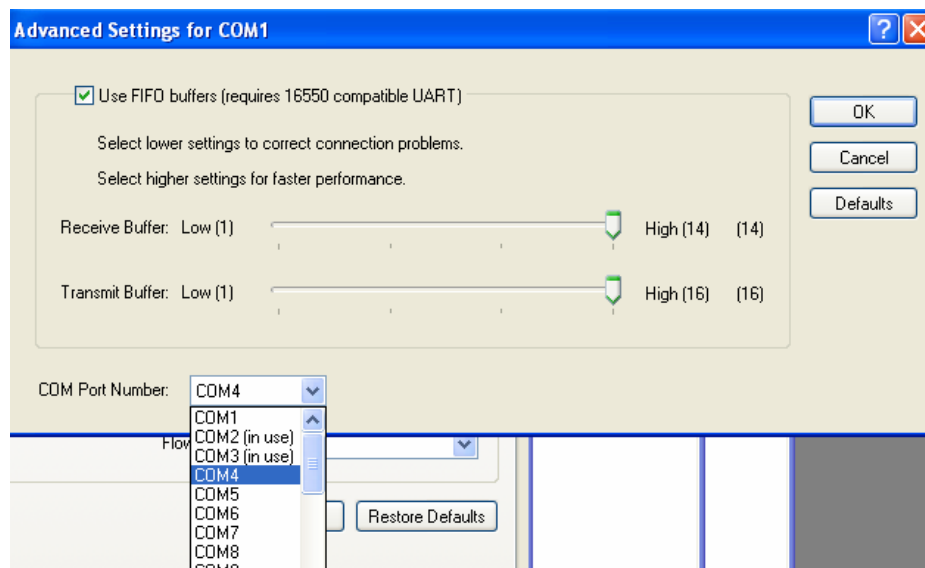 Advanced Settings for COM1
Use FIFO buffers (requires 16550 compatible UART)
OK
Select lower settings to correct connection problems.
Cancel
Select higher settings for faster performance.
Defaults
Receive Buffer: Low (1) High (14) (14)
Transmit Buffer: Low (1) High (16) (16)
COM Port Number: COM4
COM1
COM2 (in use)
COM3 (in use)
COM4
COM5
COM6
COM7
COM8
Restore Defaults